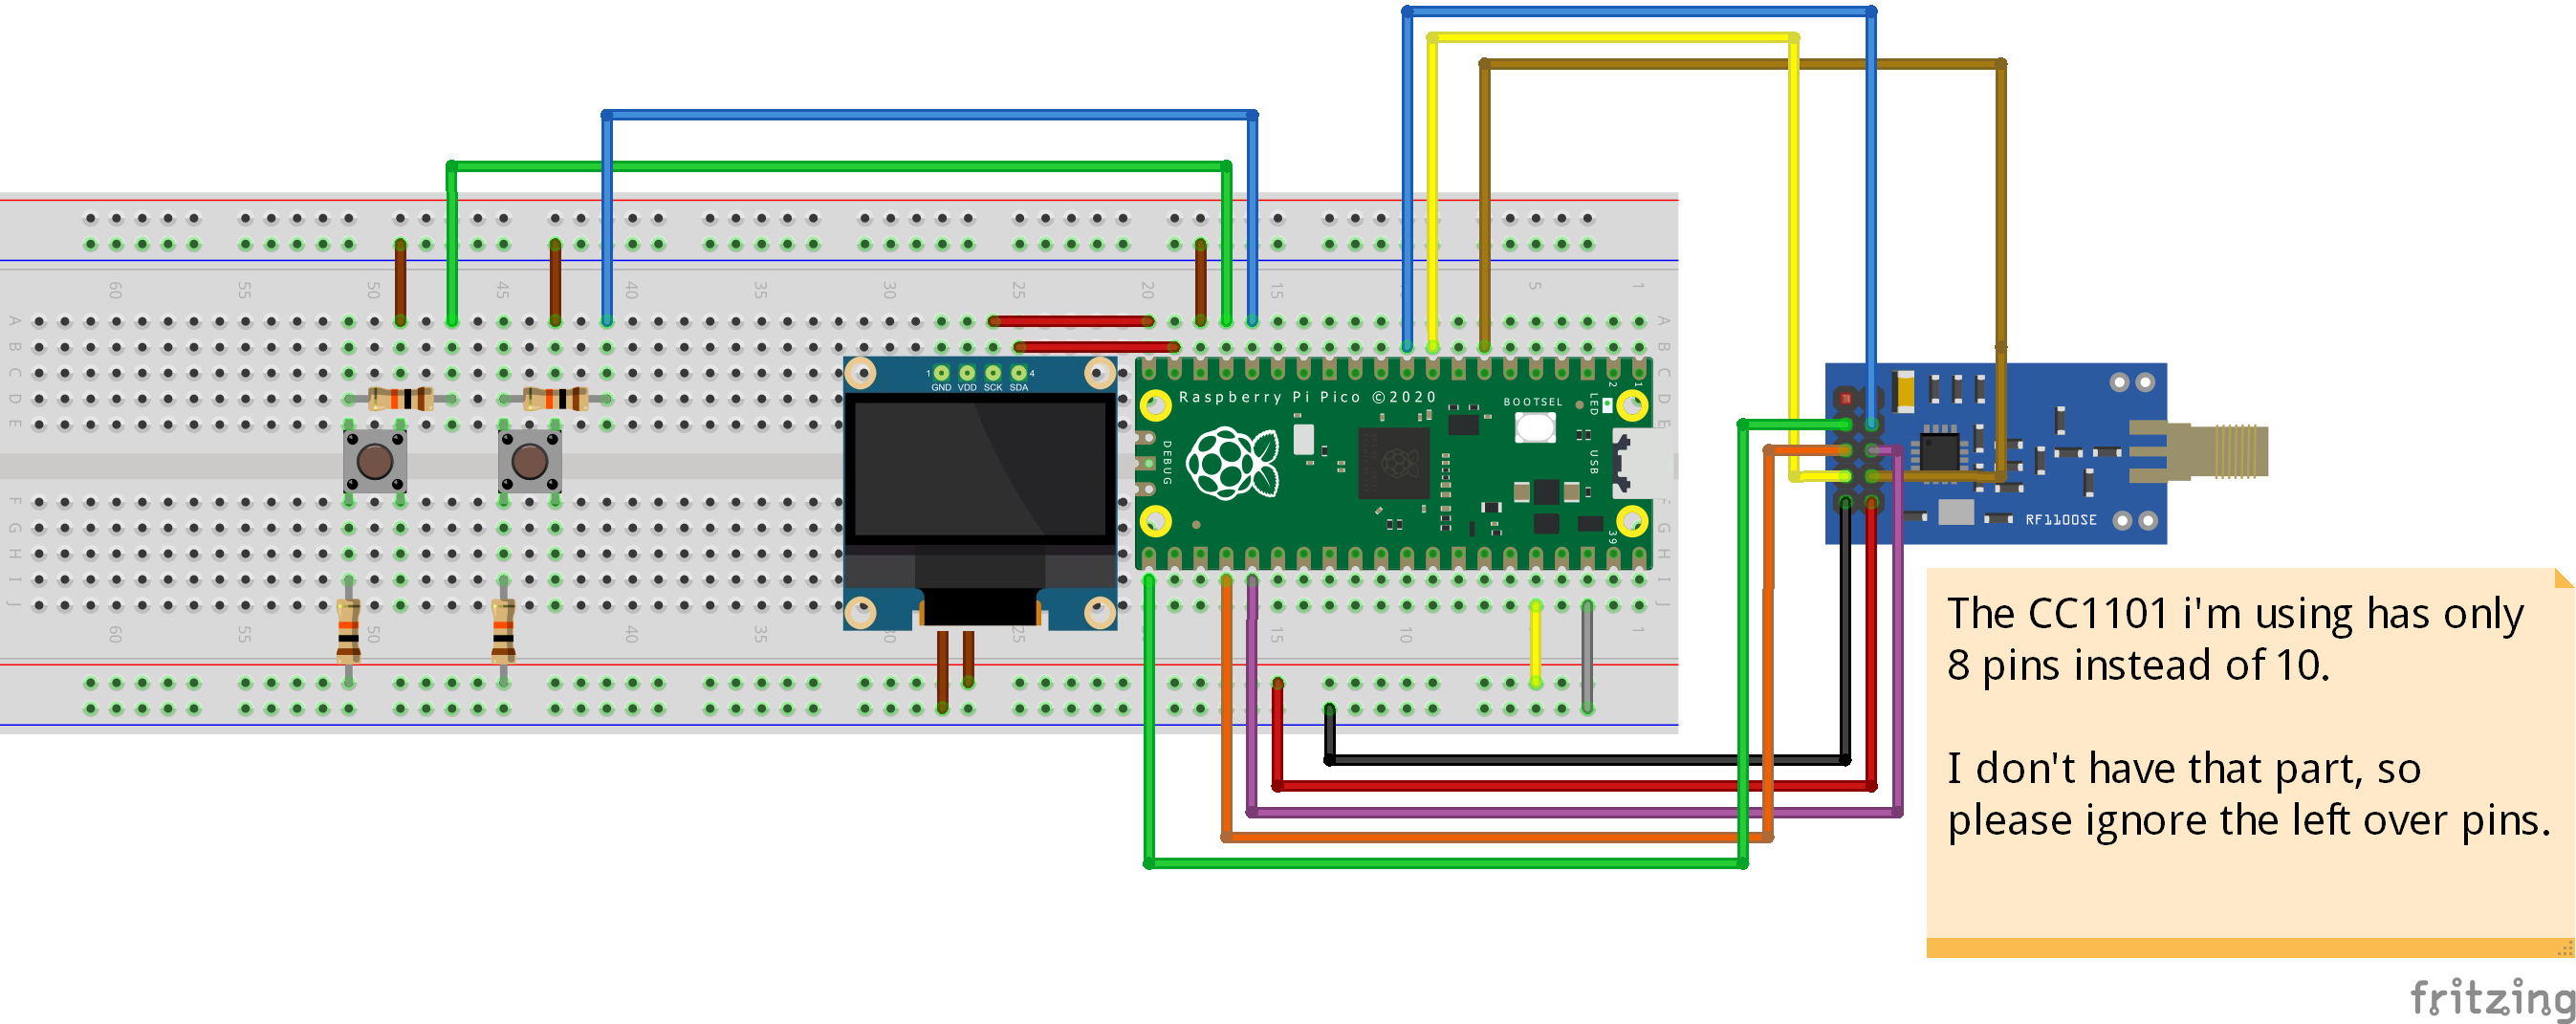 60 55 50 45 40 35 30 25 20 15 5 1
A A
B B
C C
D D
E E
1 4
GND VDD SCK SDA
2 1
Raspberry Pi Pico ©2020
BOOTSEL
LED
DEBUG
USB
39
RF1100SE
F F
G G
H H
I I
J J
60 50 45 40 35 30 25 15 10 1
The CC1101 i'm using has only
8 pins instead of 10.
I don't have that part, so
please ignore the left over pins.
fritzing